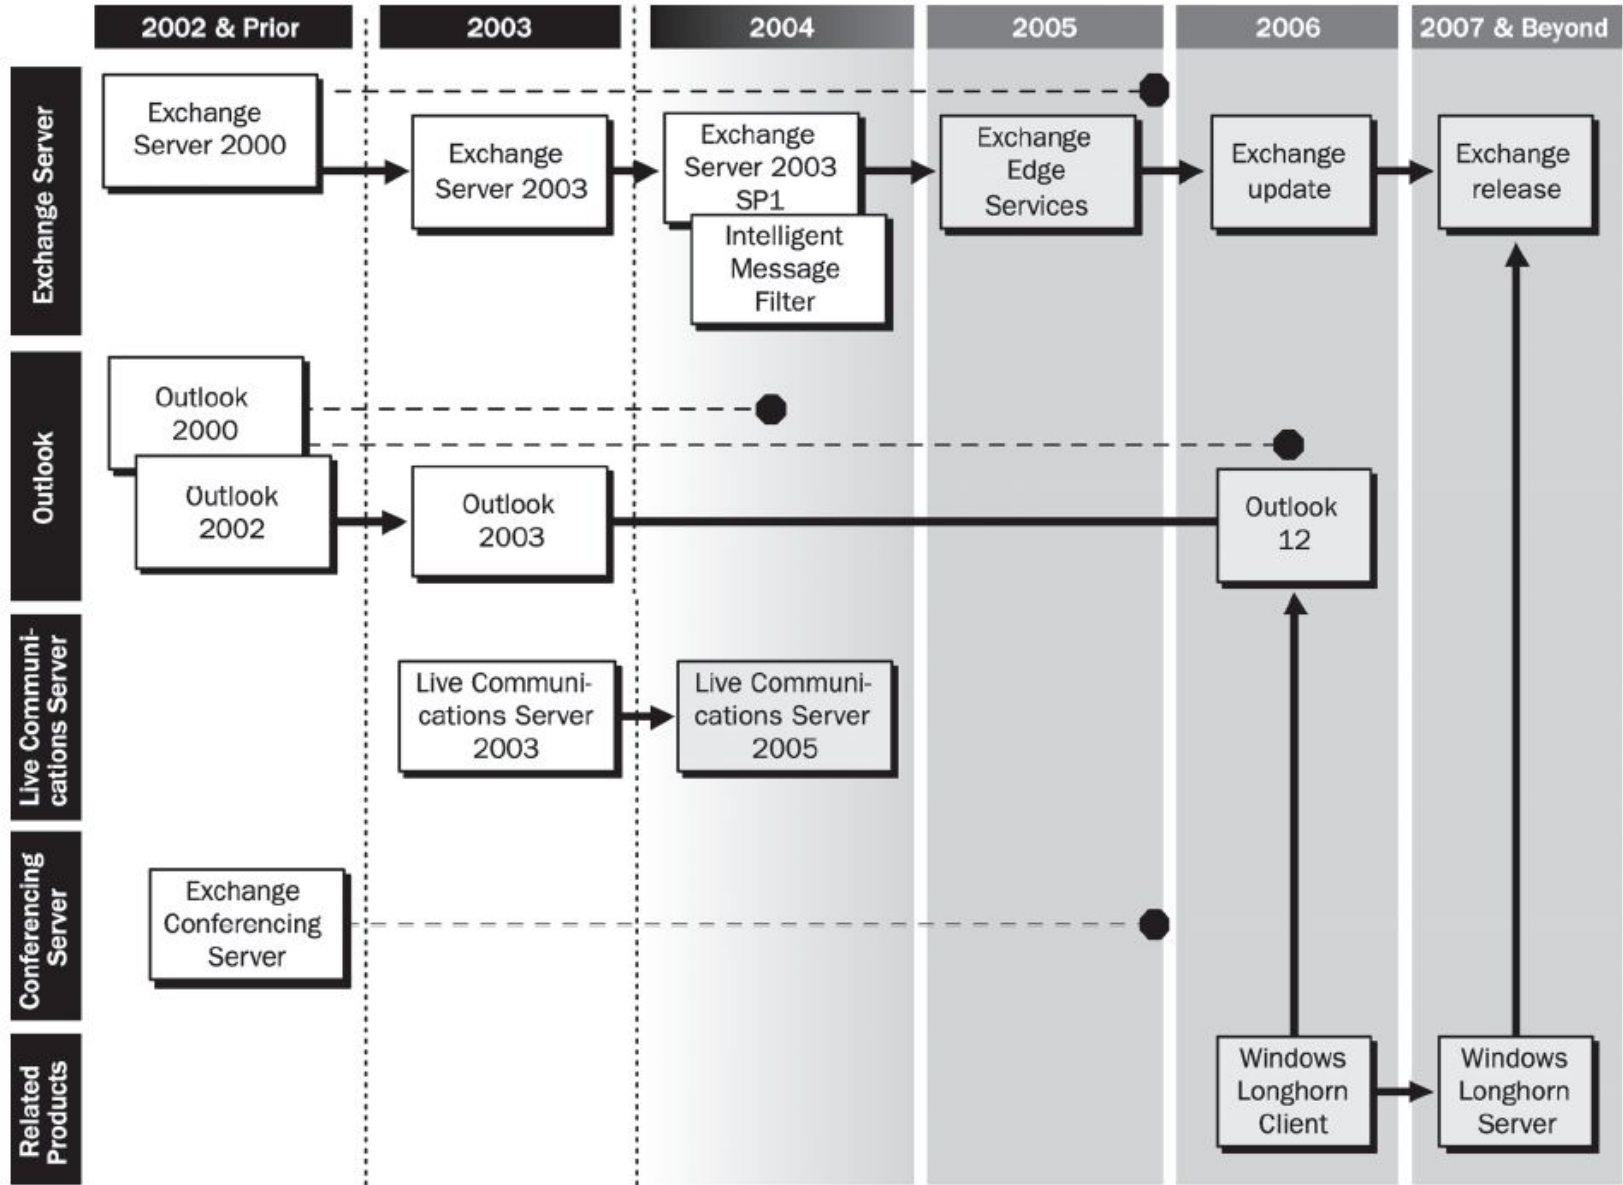 2002 & Prior
2003
2004
2005
2006
2007 & Beyond
Exchange Server
Exchange
Server 2000
Exchange
Server 2003
Exchange
Server 2003
SP1
Intelligent
Message
Filter
Exchange
Edge
Services
Exchange
update
Exchange
release
Outlook
Outlook
2000
Outlook
2002
Outlook
2003
Outlook
12
Live Communi-
cations Server
Live Communi-
cations Server
2003
Live Communi-
cations Server
2005
Conferencing
Server
Exchange
Conferencing
Server
Related
Products
Windows
Longhorn
Client
Windows
Longhorn
Server